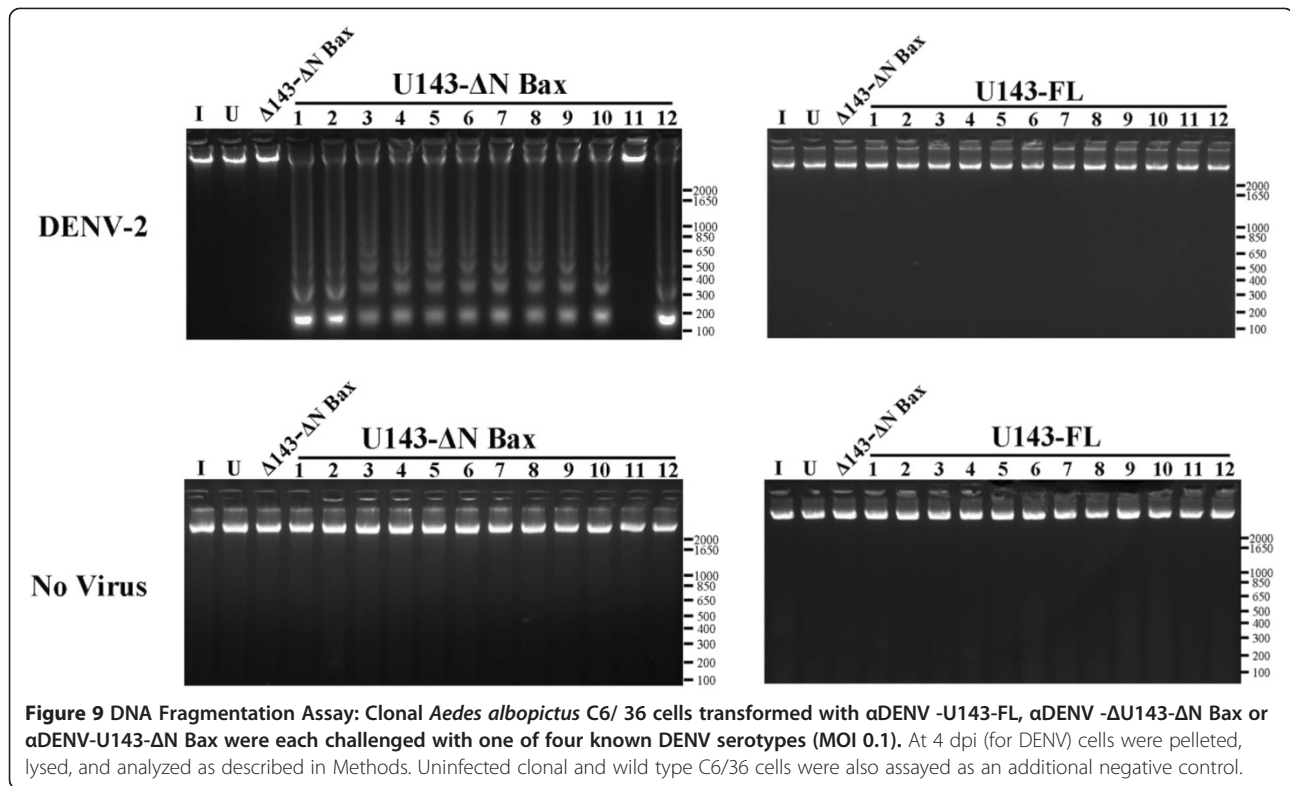 Δ143-ΔN Bax
U143-ΔN Bax
I U 1 2 3 4 5 6 7 8 9 10 11 12
2000
1650
1000
850
650
500
400
300
200
100
Δ143-ΔN Bax
U143-FL
I U 1 2 3 4 5 6 7 8 9 10 11 12
2000
1650
1000
850
650
500
400
300
200
100
DENV-2
Δ143-ΔN Bax
U143-ΔN Bax
I U 1 2 3 4 5 6 7 8 9 10 11 12
2000
1650
1000
850
650
500
400
300
200
100
Δ143-ΔN Bax
U143-FL
I U 1 2 3 4 5 6 7 8 9 10 11 12
2000
1650
1000
850
650
500
400
300
200
100
No Virus
Figure 9 DNA Fragmentation Assay: Clonal Aedes albopictus C6/ 36 cells transformed with αDENV -U143-FL, αDENV -ΔU143-ΔN Bax or
αDENV-U143-ΔN Bax were each challenged with one of four known DENV serotypes (MOI 0.1). At 4 dpi (for DENV) cells were pelleted,
lysed, and analyzed as described in Methods. Uninfected clonal and wild type C6/36 cells were also assayed as an additional negative control.